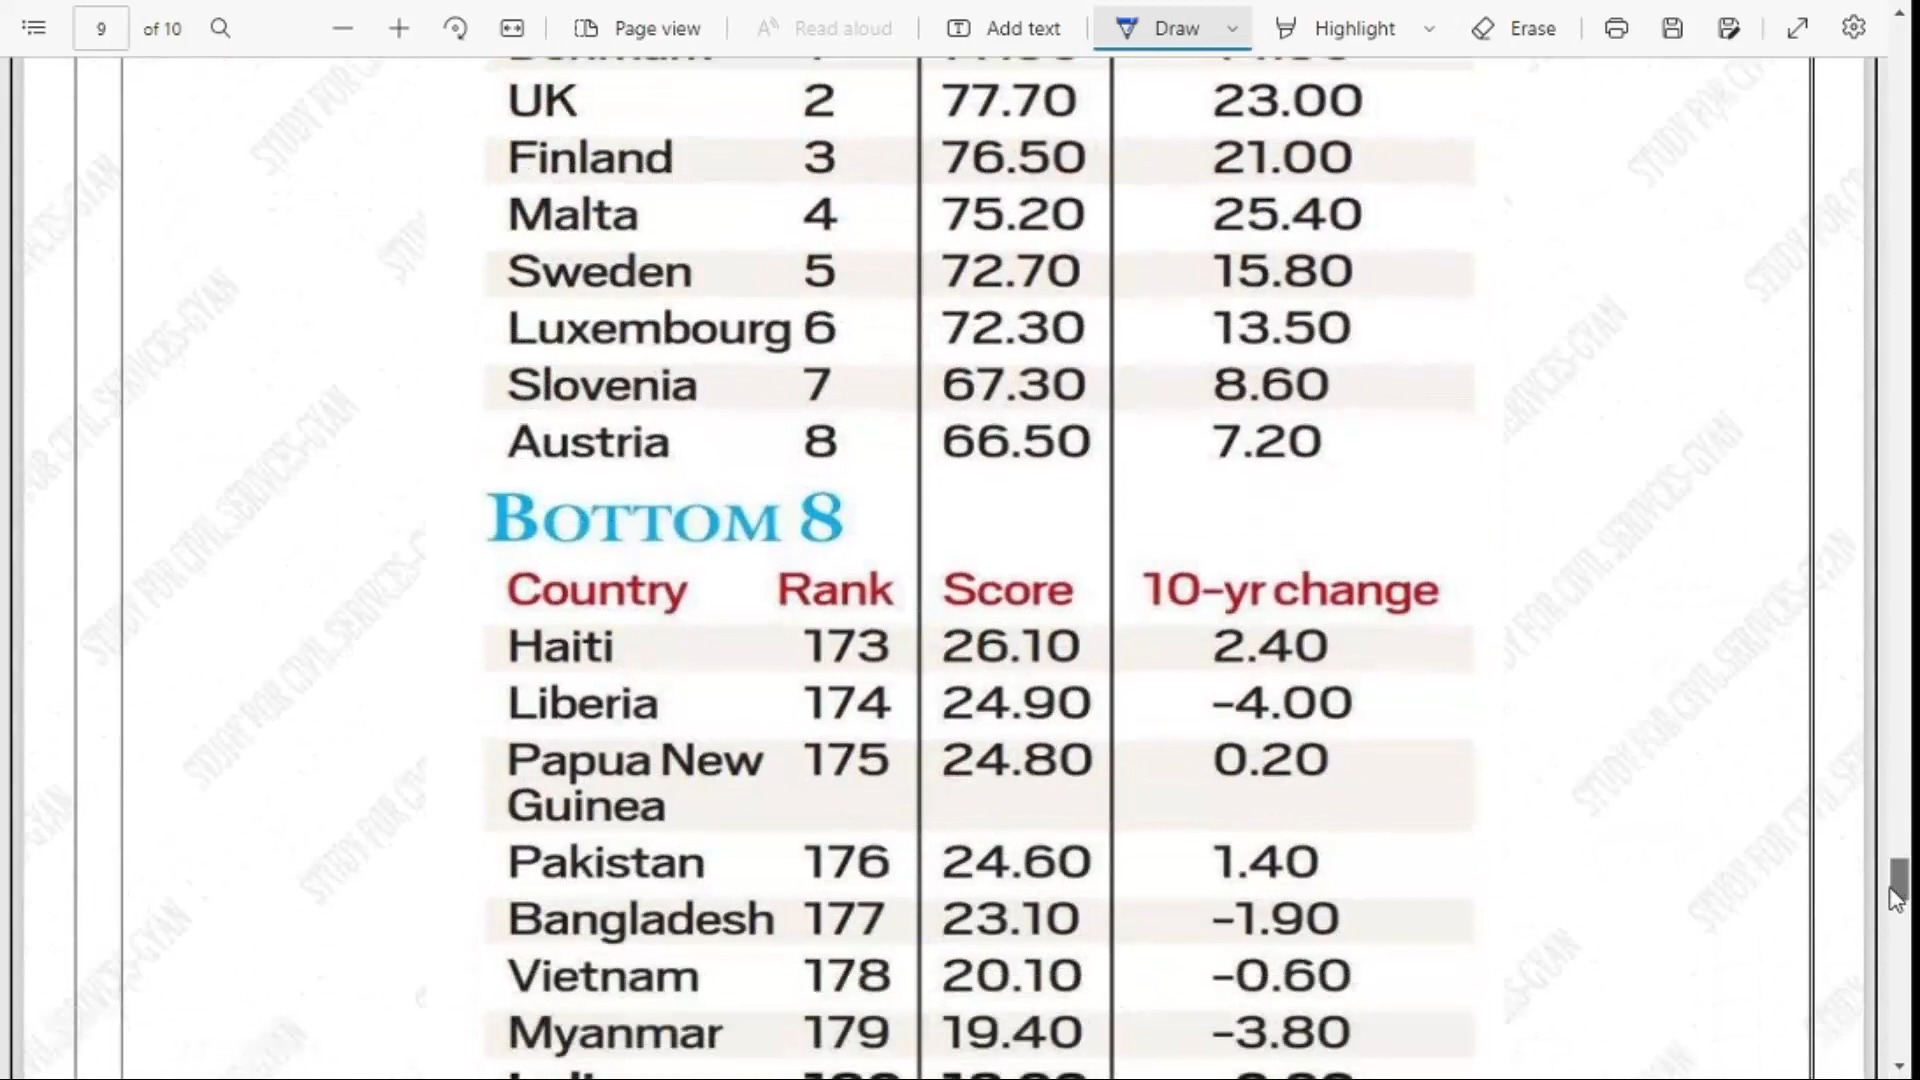 9 of 10 Page view Read aloud Add text Draw Highlight Erase
UK 2 77.70 23.00
Finland 3 76.50 21.00
Malta 4 75.20 25.40
Sweden 5 72.70 15.80
Luxembourg 6 72.30 13.50
Slovenia 7 67.30 8.60
Austria 8 66.50 7.20
BOTTOM 8
Country Rank Score 10-yr change
Haiti 173 26.10 2.40
Liberia 174 24.90 -4.00
Papua New 175 24.80 0.20
Guinea
Pakistan 176 24.60 1.40
Bangladesh 177 23.10 -1.90
Vietnam 178 20.10 -0.60
Myanmar 179 19.40 -3.80
STUDY FOR CIVIL SERVICES-GYAN